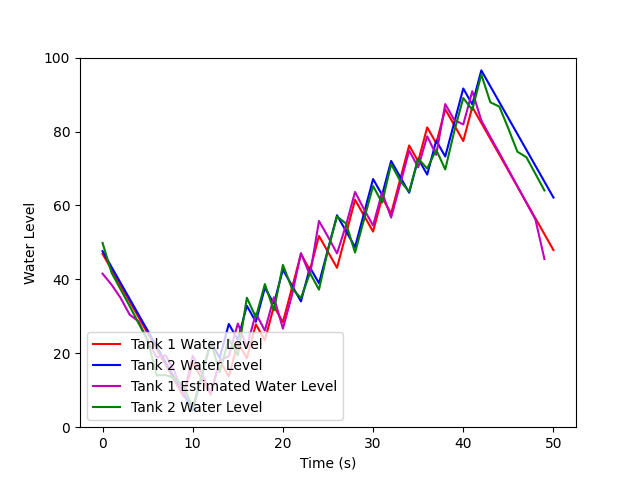 100
80
60
40
20
0
Water Level
Tank 1 Water Level
Tank 2 Water Level
Tank 1 Estimated Water Level
Tank 2 Water Level
0 10 20 30 40 50
Time (s)